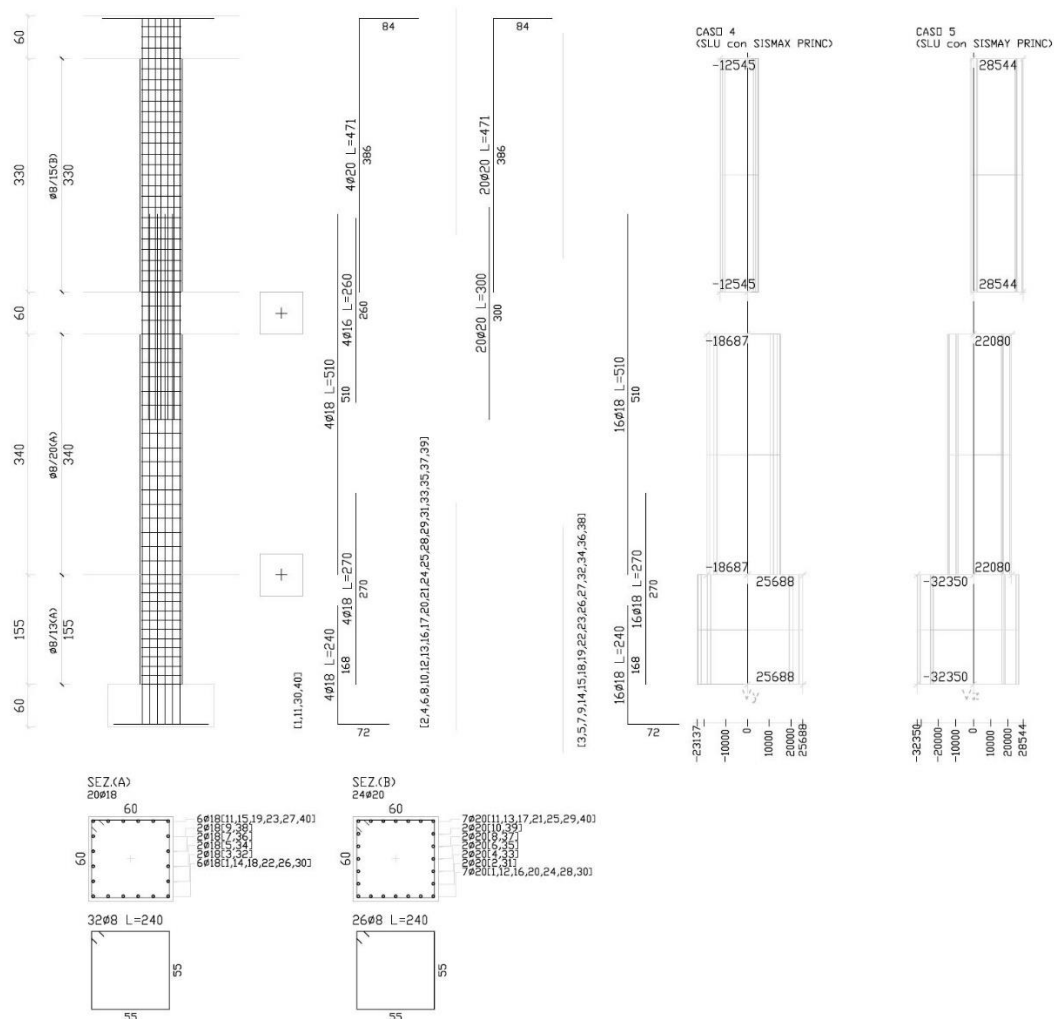 60
330
60
340
155
60
ø8/15(B)
330
ø8/20(A)
340
ø8/13(A)
155
84
4ø20 L=471
386
4ø16 L=260
260
4ø18 L=510
510
4ø18 L=270
270
4ø18 L=240
168
72
[1,11,30,40]
84
20ø20 L=471
386
20ø20 L=300
300
[2,4,6,8,10,12,13,16,17,20,21,24,25,28,29,31,33,35,37,39]
16ø18 L=510
510
16ø18 L=270
270
16ø18 L=240
168
72
[3,5,7,9,14,15,18,19,22,23,26,27,32,34,36,38]
CASO 4
(SLU con SISMAX PRINC)
-12545
-12545
-18687
-18687
25688
25688
Vy
-23137
-10000
0
10000
20000
25688
CASO 5
(SLU con SISMAY PRINC)
28544
28544
22080
22080
-32350
-32350
Vz
-32350
-20000
-10000
0
10000
20000
28544
SEZ.(A)
20ø18
60
60
6ø18[11,15,19,23,27,40]
2ø18[9,38]
2ø18[7,36]
2ø18[5,34]
2ø18[3,32]
6ø18[1,14,18,22,26,30]
32ø8 L=240
55
55
SEZ.(B)
24ø20
60
60
7ø20[11,13,17,21,25,29,40]
2ø20[10,39]
2ø20[8,37]
2ø20[6,35]
2ø20[4,33]
2ø20[2,31]
7ø20[1,12,16,20,24,28,30]
26ø8 L=240
55
55